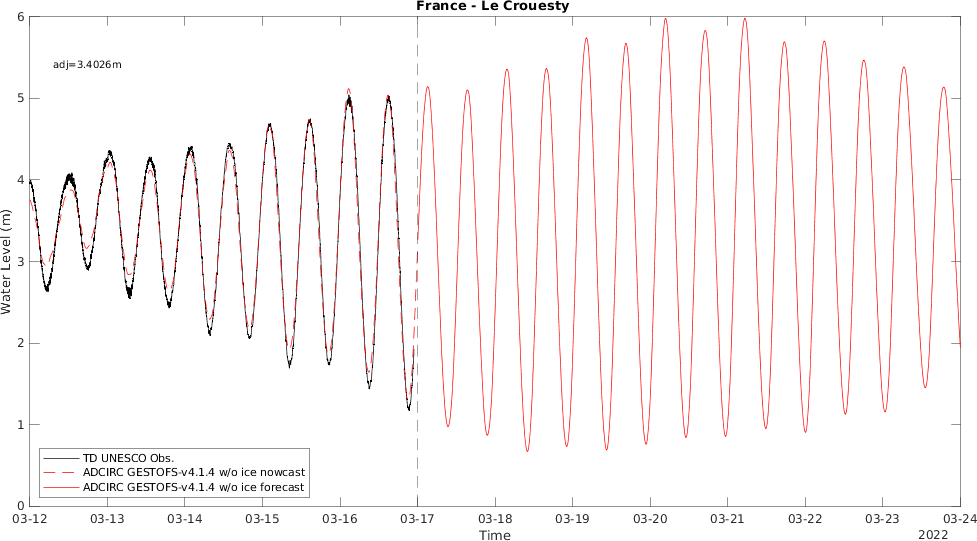 France - Le Crouesty
adj=3.4026m
Water Level (m)
6
5
4
3
2
1
0
TD UNESCO Obs.
ADCIRC GESTOFS-v4.1.4 w/o ice nowcast
ADCIRC GESTOFS-v4.1.4 w/o ice forecast
03-12 03-13 03-14 03-15 03-16 03-17 03-18 03-19 03-20 03-21 03-22 03-23 03-24
Time
2022